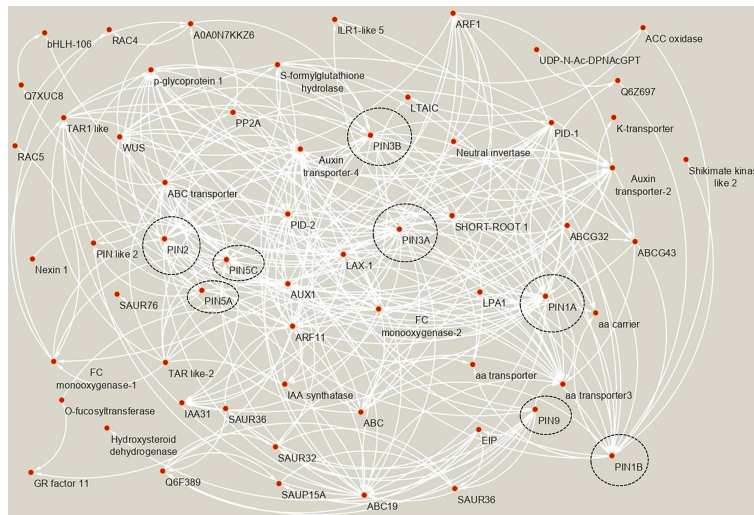 bHLH-106
RAC4
A0A0N7KKZ6
ILR1-like 5
ARF1
ACC oxidase
UDP-N-Ac-DPNAcGPT
p-glycoprotein 1
S-formylglutathione
hydrolase
Q7XUC8
Q6Z697
LTAIC
TAR1 like
PP2A
PIN3B
PID-1
K-transporter
WUS
RAC5
Auxin
transporter-4
Neutral invertase
Shikimate kinas
like 2
Auxin
transporter-2
ABC transporter
PID-2
SHORT-ROOT 1
PIN3A
ABCG32
PIN2
PIN like 2
ABCG43
Nexin 1
PIN5C
LAX-1
AUX1
PIN5A
SAUR76
LPA1
PIN1A
FC
monooxygenase-2
aa carrier
ARF11
FC
monooxygenase-1
TAR like-2
aa transporter
IAA synthatase
aa transporter3
O-fucosyltransferase
IAA31
SAUR36
ABC
PIN9
Hydroxysteroid
dehydrogenase
EIP
SAUR32
PIN1B
GR factor 11
Q6F389
SAUP15A
ABC19
SAUR36